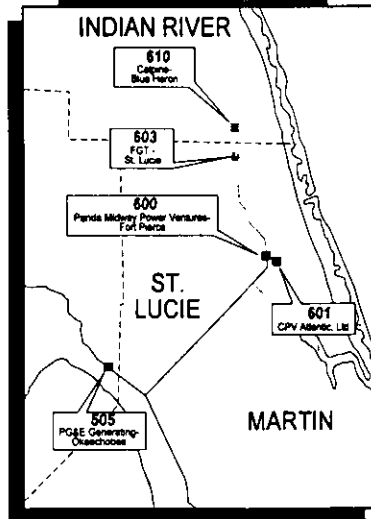 INDIAN RIVER
610
Calpine-
Blue Heron
603
FGT -
St. Lucie
600
Panda Midway Power Ventures-
Fort Pierce
ST.
LUCIE
601
CPV Atlantic, Ltd
505
PG&E Generating-
Okeechobee
MARTIN